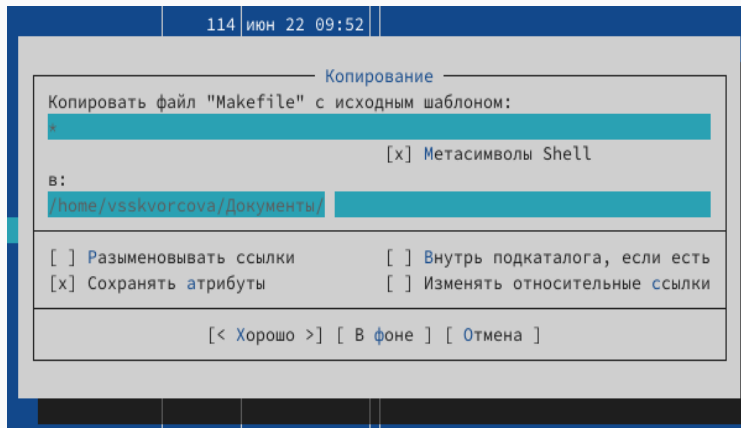 114 июн 22 09:52
Копирование
Копировать файл "Makefile" с исходным шаблоном:
*
[x] Метасимволы Shell
в:
/home/vsskvorcova/Документы/
[ ] Разыменовывать ссылки [ ] Внутрь подкаталога, если есть
[x] Сохранять атрибуты [ ] Изменять относительные ссылки
[< Хорошо >] [ В фоне ] [ Отмена ]